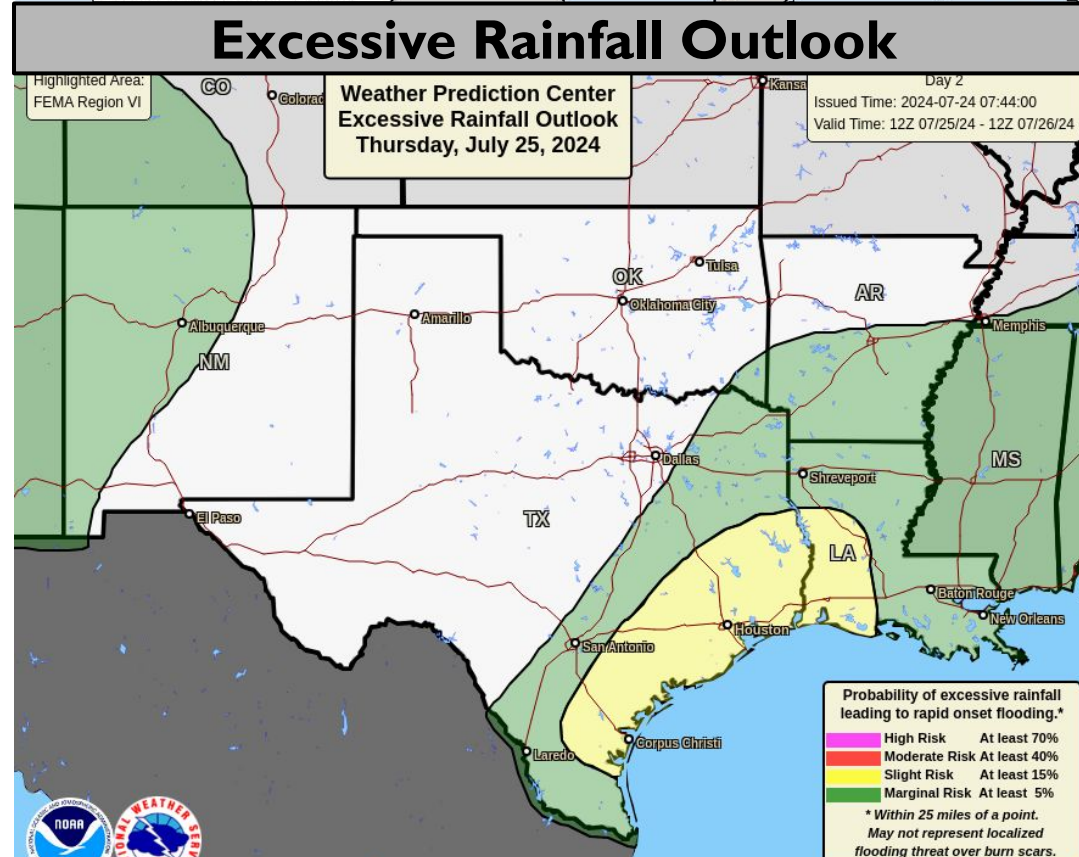 Excessive Rainfall Outlook
Highlighted Area:
FEMA Region VI
Weather Prediction Center
Excessive Rainfall Outlook
Thursday, July 25, 2024
Day 2
Issued Time: 2024-07-24 07:44:00
Valid Time: 12Z 07/25/24 - 12Z 07/26/24
CO
Colorad
Kansa
OK
Tulsa
Oklahoma City
AR
Amarillo
Albuquerque
Memphis
NM
Dallas
Shreveport
MS
El Paso
TX
LA
Baton Rouge
New Orleans
Houston
San Antonio
Corpus Christi
Laredo
Probability of excessive rainfall
leading to rapid onset flooding.*
High Risk At least 70%
Moderate Risk At least 40%
Slight Risk At least 15%
Marginal Risk At least 5%
* Within 25 miles of a point.
May not represent localized
flooding threat over burn scars.
NOAA
WEATHER